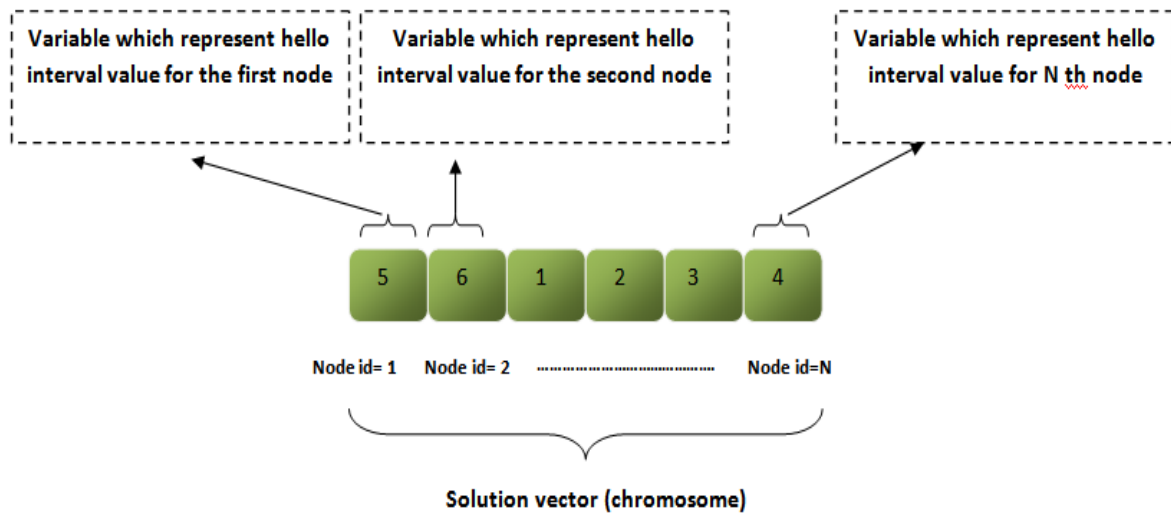 Variable which represent hello
interval value for the first node
Variable which represent hello
interval value for the second node
Variable which represent hello
interval value for N th node
5 6 1 2 3 4
Node id= 1 Node id= 2 ........................................ Node id=N
Solution vector (chromosome)